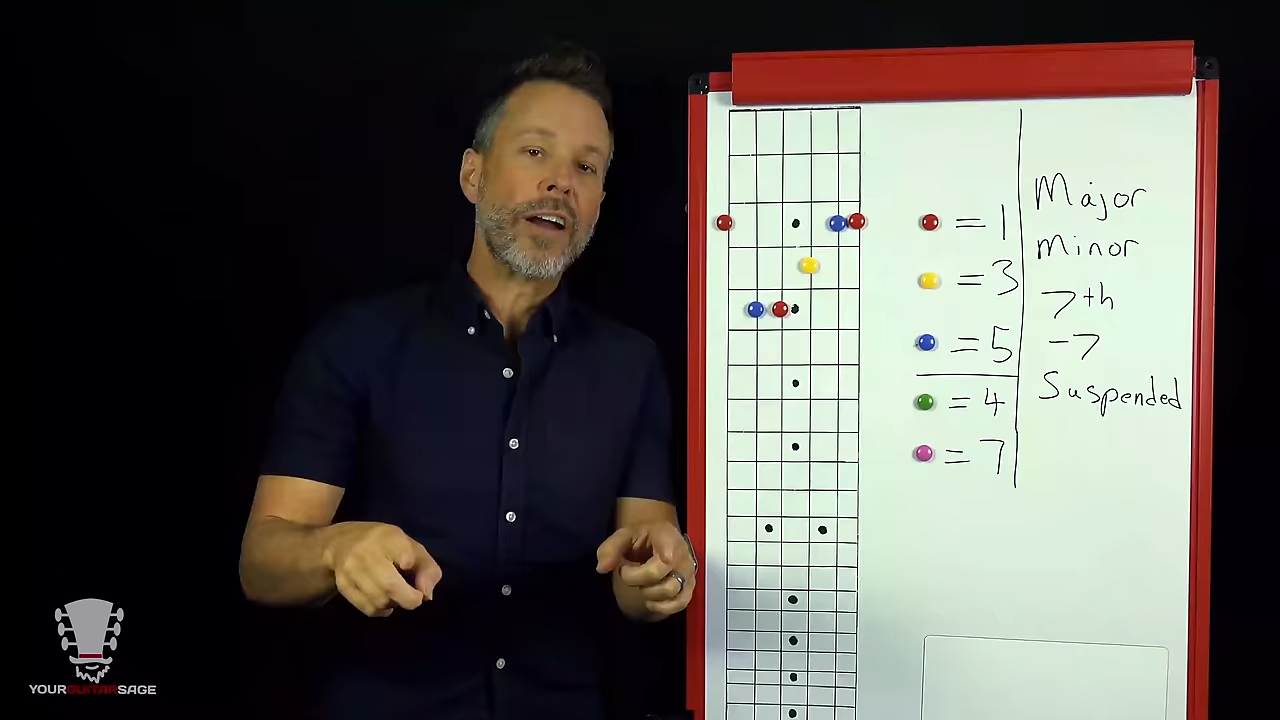 = 1
= 3
= 5
= 4
= 7
Major
minor
7th
-7
Suspended
YOURGUITARSAGE